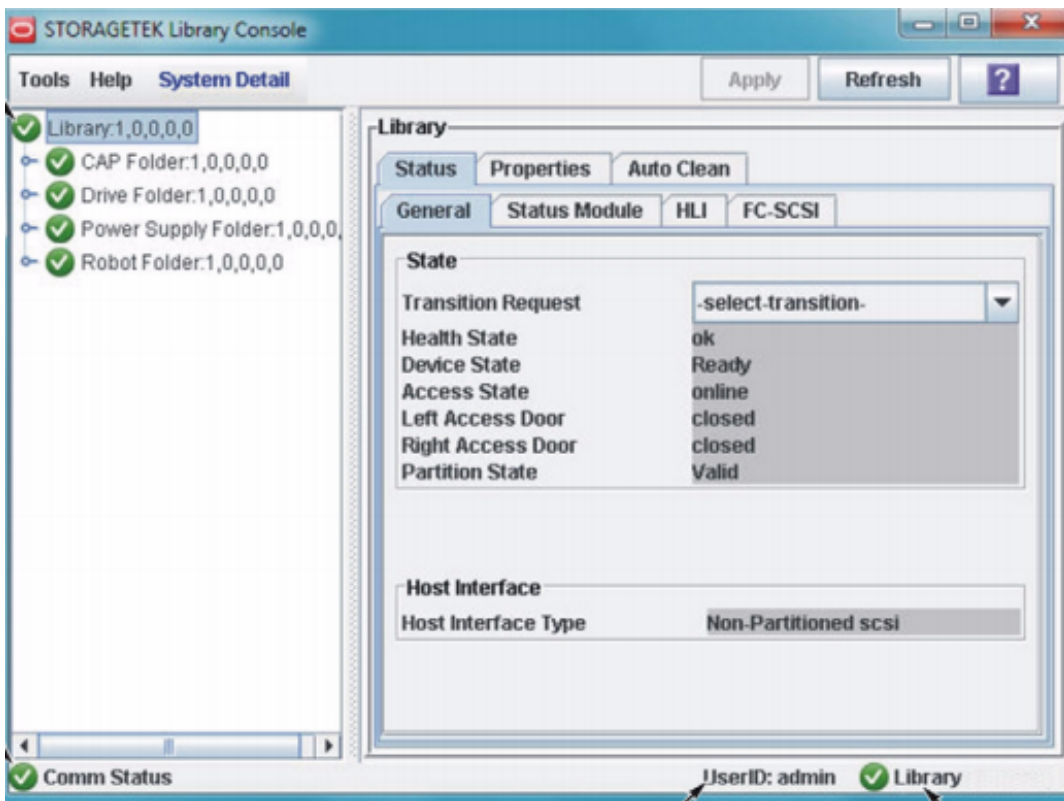 STORAGETEK Library Console
Tools Help System Detail Apply Refresh ?
Library:1,0,0,0,0
CAP Folder:1,0,0,0,0
Drive Folder:1,0,0,0,0
Power Supply Folder:1,0,0,0,
Robot Folder:1,0,0,0,0
Library
Status Properties Auto Clean
General Status Module HLI FC-SCSI
State
Transition Request -select-transition-
Health State ok
Device State Ready
Access State online
Left Access Door closed
Right Access Door closed
Partition State Valid
Host Interface
Host Interface Type Non-Partitioned scsi
Comm Status UserID: admin Library